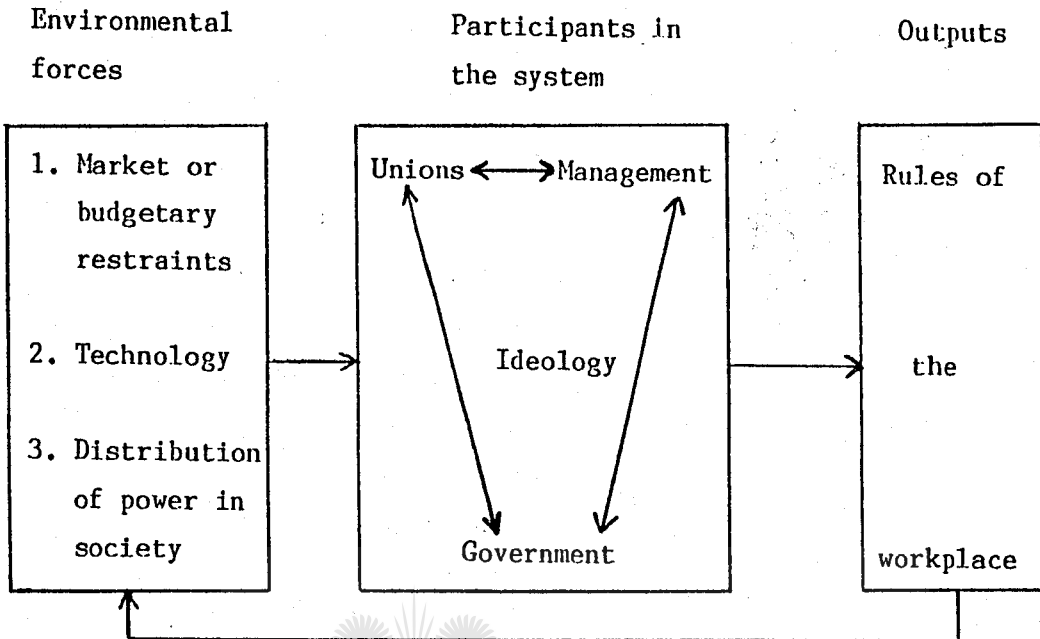 Environmental
forces
Participants in
the system
Outputs
1. Market or
budgetary
restraints
2. Technology
3. Distribution
of power in
society
Unions Management
Ideology
Government
Rules of
the
workplace